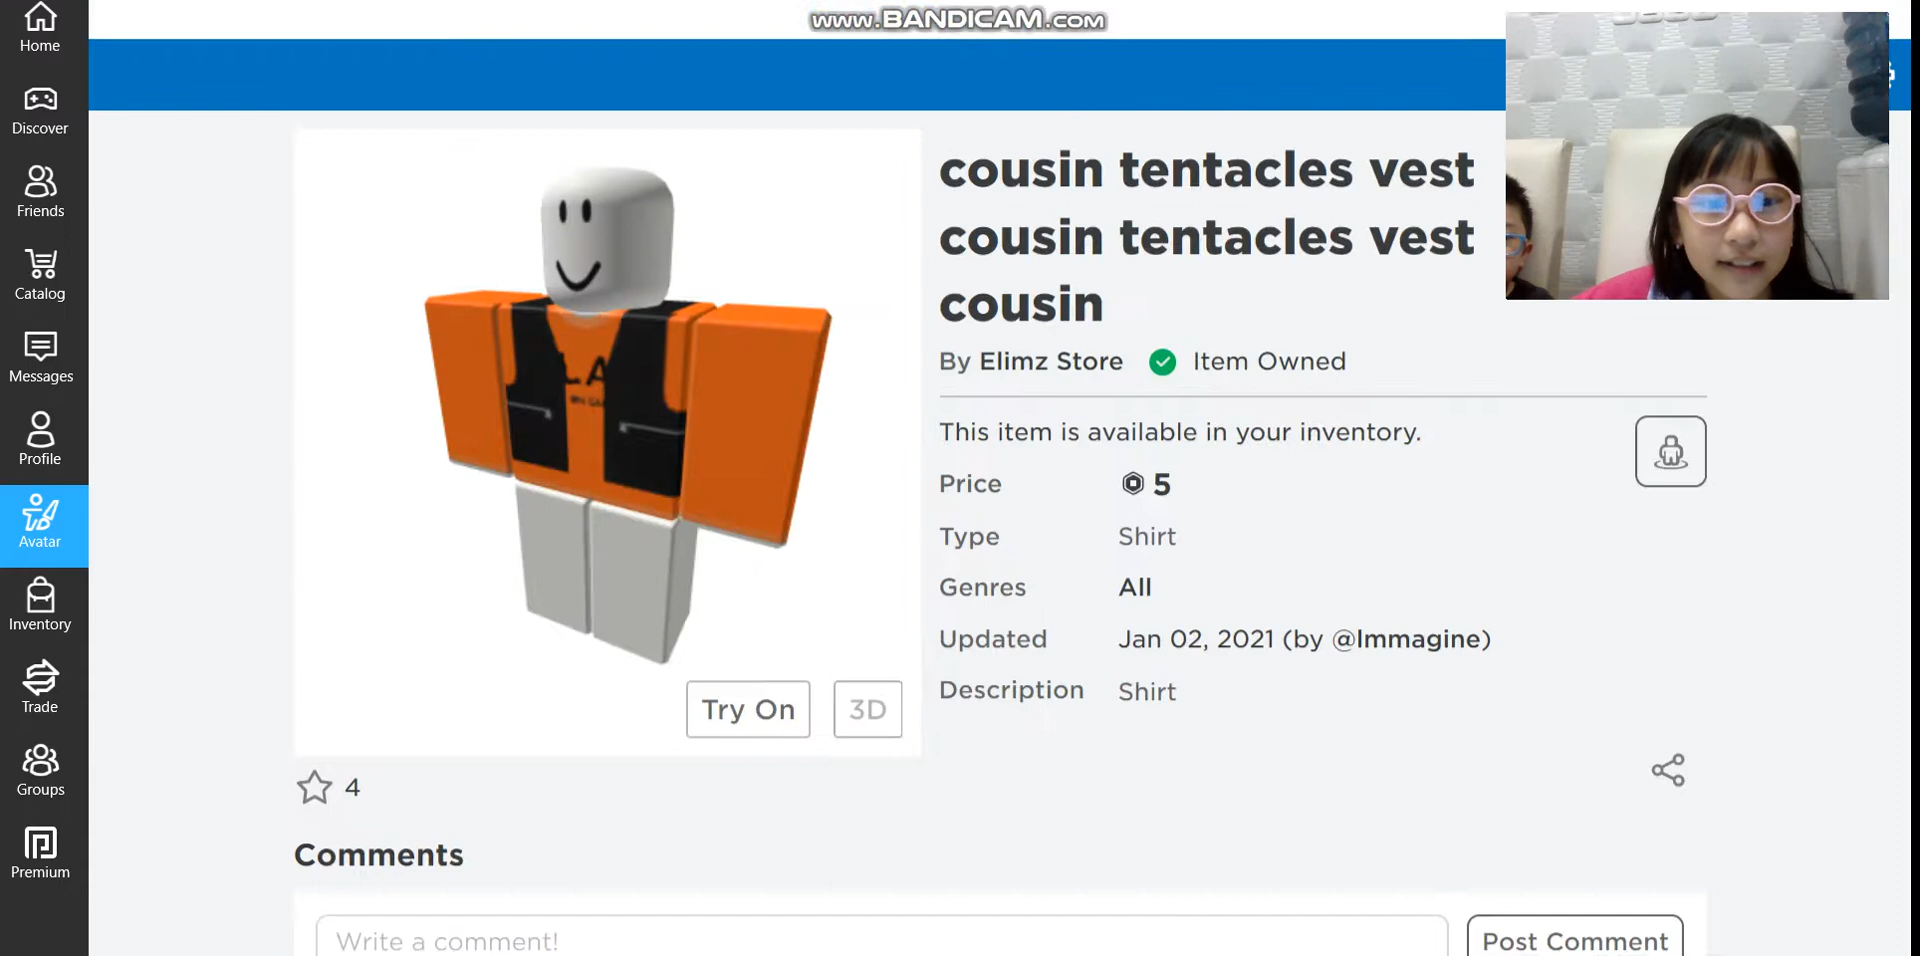 www.BANDICAM.com
Home
Discover
Friends
Catalog
Messages
Profile
Avatar
Inventory
Trade
Groups
Premium
cousin tentacles vest
cousin tentacles vest
cousin
By Elimz Store Item Owned
This item is available in your inventory.
Price 5
Type Shirt
Genres All
Updated Jan 02, 2021 (by @Immagine)
Description Shirt
LA
Try On 3D
4
Comments
Write a comment! Post Comment